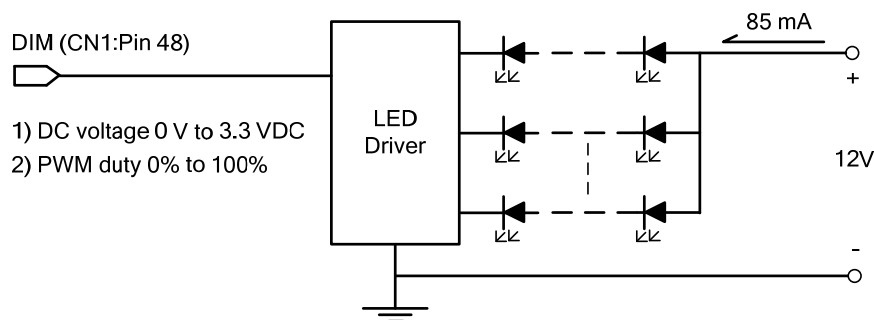 DIM (CN1:Pin 48)
1) DC voltage 0 V to 3.3 VDC
2) PWM duty 0% to 100%
LED
Driver
85 mA
+
12V
-